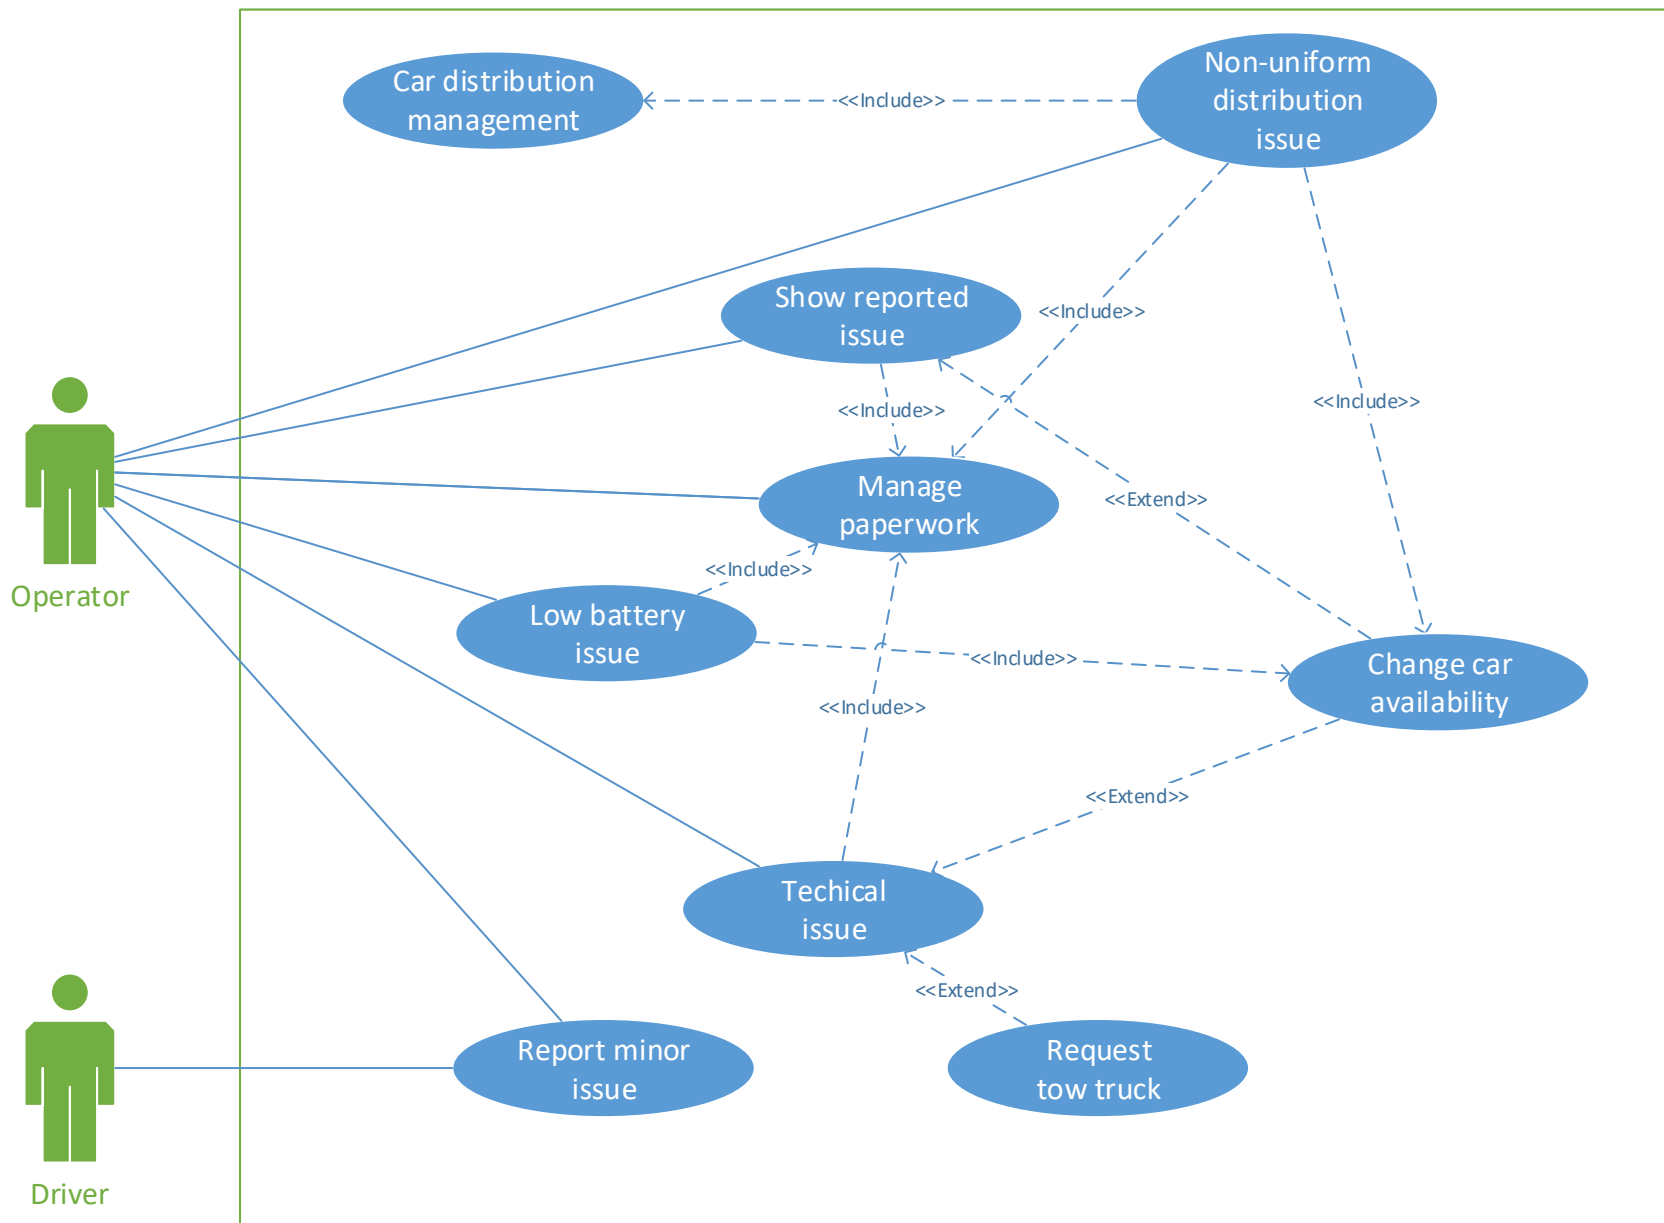 Car distribution
management
<<Include>>
Non-uniform
distribution
issue
Show reported
issue
<<Include>>
<<Include>>
<<Include>>
Manage
paperwork
<<Extend>>
Operator
<<Include>>
Low battery
issue
<<Include>>
Change car
availability
<<Include>>
<<Extend>>
Techical
issue
<<Extend>>
Report minor
issue
Request
tow truck
Driver